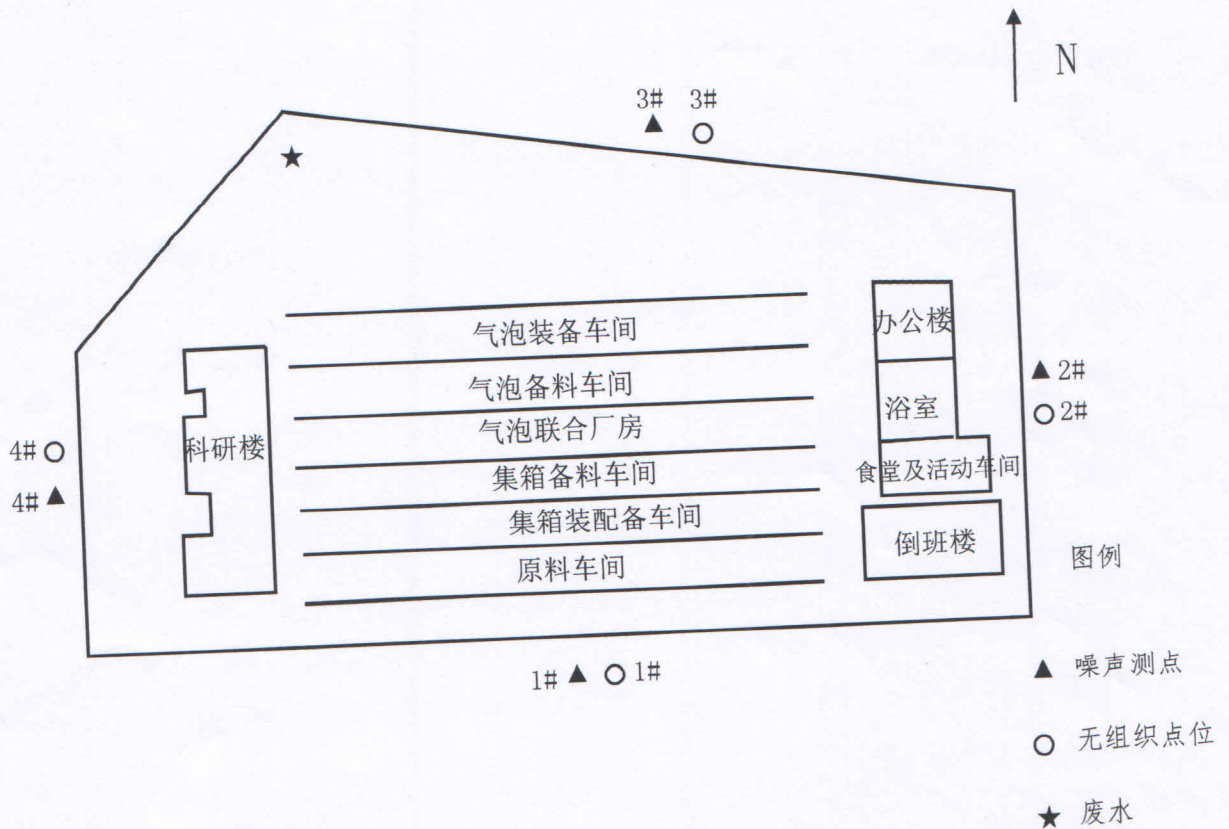 N
3# 3#
气泡装备车间
办公楼
2#
气泡备料车间
浴室
2#
气泡联合厂房
科研楼
4#
集箱备料车间
食堂及活动车间
4#
集箱装配备车间
倒班楼
原料车间
图例
1# 1#
噪声测点
无组织点位
废水